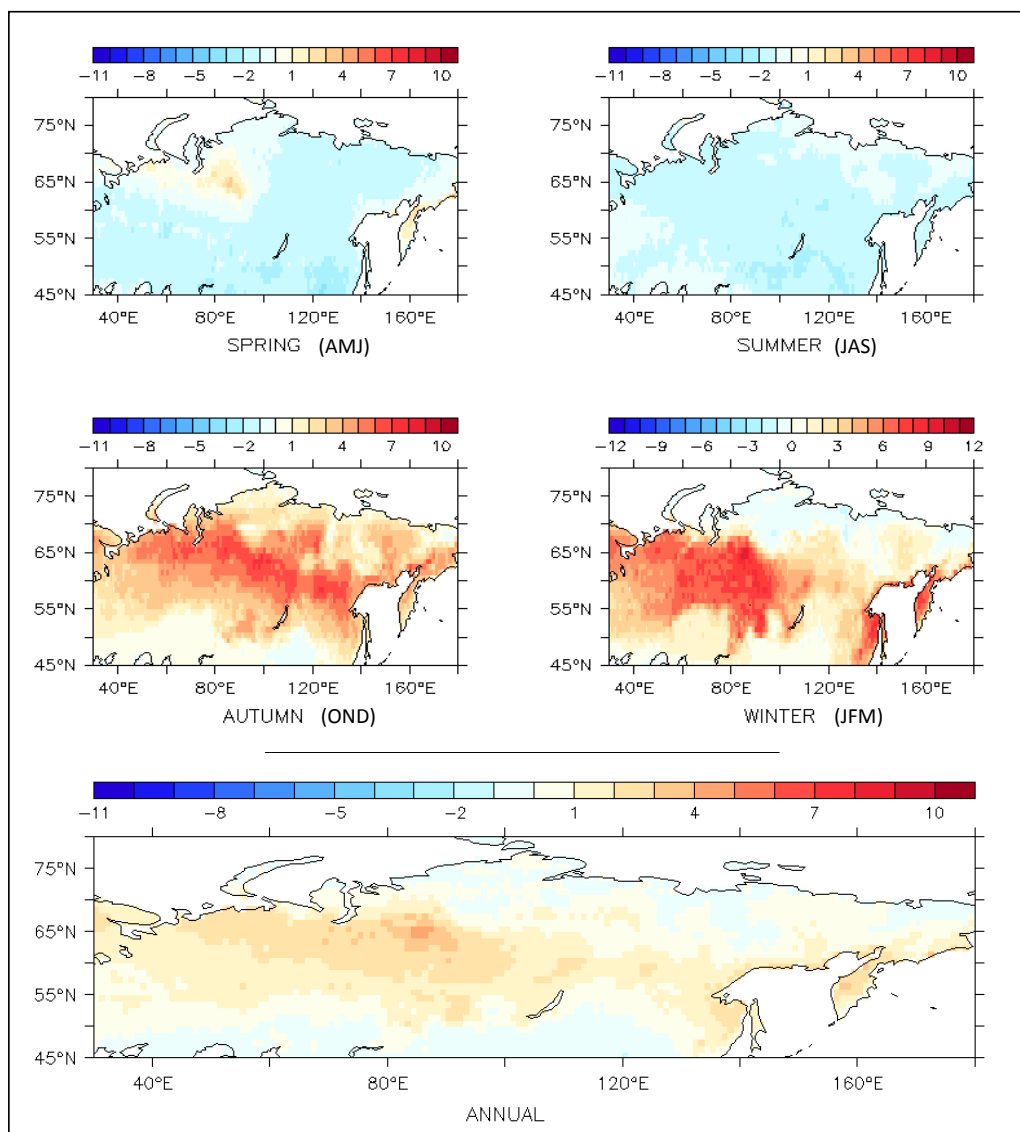 −11 −8 −5 −2 1 4 7 10
−11 −8 −5 −2 1 4 7 10
75°N
65°N
55°N
45°N
40°E 80°E 120°E 160°E
SPRING (AMJ)
75°N
65°N
55°N
45°N
40°E 80°E 120°E 160°E
SUMMER (JAS)
−11 −8 −5 −2 1 4 7 10
−12 −9 −6 −3 0 3 6 9 12
75°N
65°N
55°N
45°N
40°E 80°E 120°E 160°E
AUTUMN (OND)
75°N
65°N
55°N
45°N
40°E 80°E 120°E 160°E
WINTER (JFM)
−11 −8 −5 −2 1 4 7 10
75°N
65°N
55°N
45°N
40°E 80°E 120°E 160°E
ANNUAL